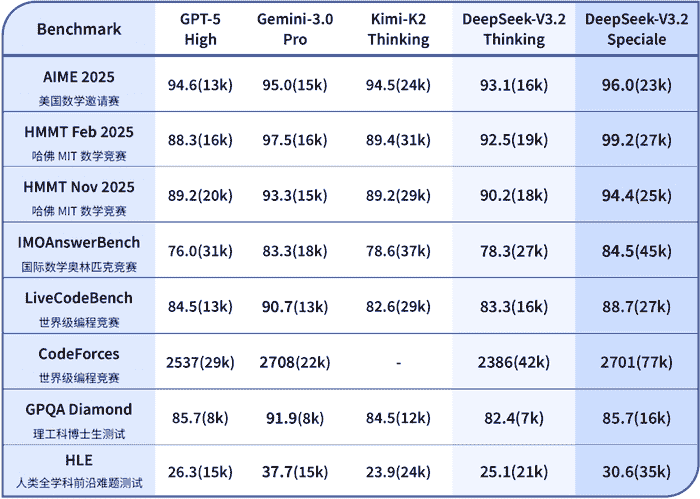 Benchmark GPT-5 High Gemini-3.0 Pro Kimi-K2 Thinking DeepSeek-V3.2 Thinking DeepSeek-V3.2 Speciale
AIME 2025 94.6(13k) 95.0(15k) 94.5(24k) 93.1(16k) 96.0(23k)
美国数学邀请赛
HMMT Feb 2025 88.3(16k) 97.5(16k) 89.4(31k) 92.5(19k) 99.2(27k)
哈佛 MIT 数学竞赛
HMMT Nov 2025 89.2(20k) 93.3(15k) 89.2(29k) 90.2(18k) 94.4(25k)
哈佛 MIT 数学竞赛
IMOAnswerBench 76.0(31k) 83.3(18k) 78.6(37k) 78.3(27k) 84.5(45k)
国际数学奥林匹克竞赛
LiveCodeBench 84.5(13k) 90.7(13k) 82.6(29k) 83.3(16k) 88.7(27k)
世界级编程竞赛
CodeForces 2537(29k) 2708(22k) - 2386(42k) 2701(77k)
世界级编程竞赛
GPQA Diamond 85.7(8k) 91.9(8k) 84.5(12k) 82.4(7k) 85.7(16k)
理工科博士生测试
HLE 26.3(15k) 37.7(15k) 23.9(24k) 25.1(21k) 30.6(35k)
人类全学科前沿难题测试